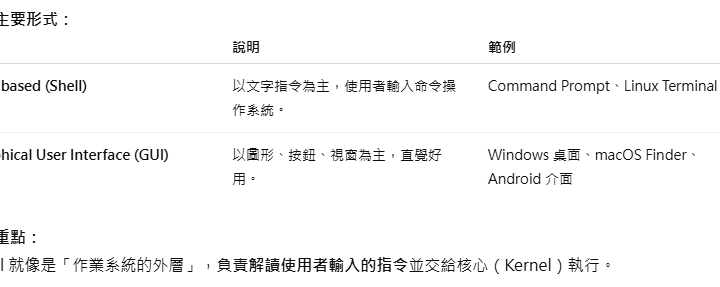 主要形式：
說明 範例
based (Shell) 以文字指令為主，使用者輸入命令操 Command Prompt、Linux Terminal
作系統。
hical User Interface (GUI) 以圖形、按鈕、視窗為主，直覺好 Windows 桌面、macOS Finder、
用。 Android 介面
重點：
l 就像是「作業系統的外層」，負責解讀使用者輸入的指令並交給核心（Kernel）執行。